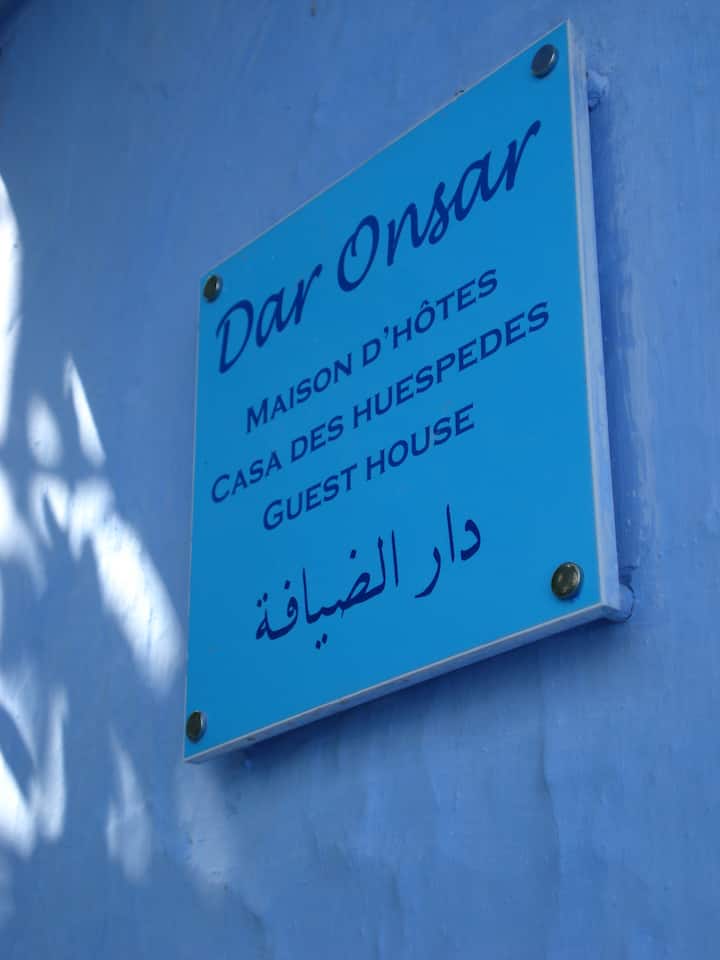 Dar Onsar
MAISON D'HÔTES
CASA DES HUESPEDES
GUEST HOUSE
دار الضيافة